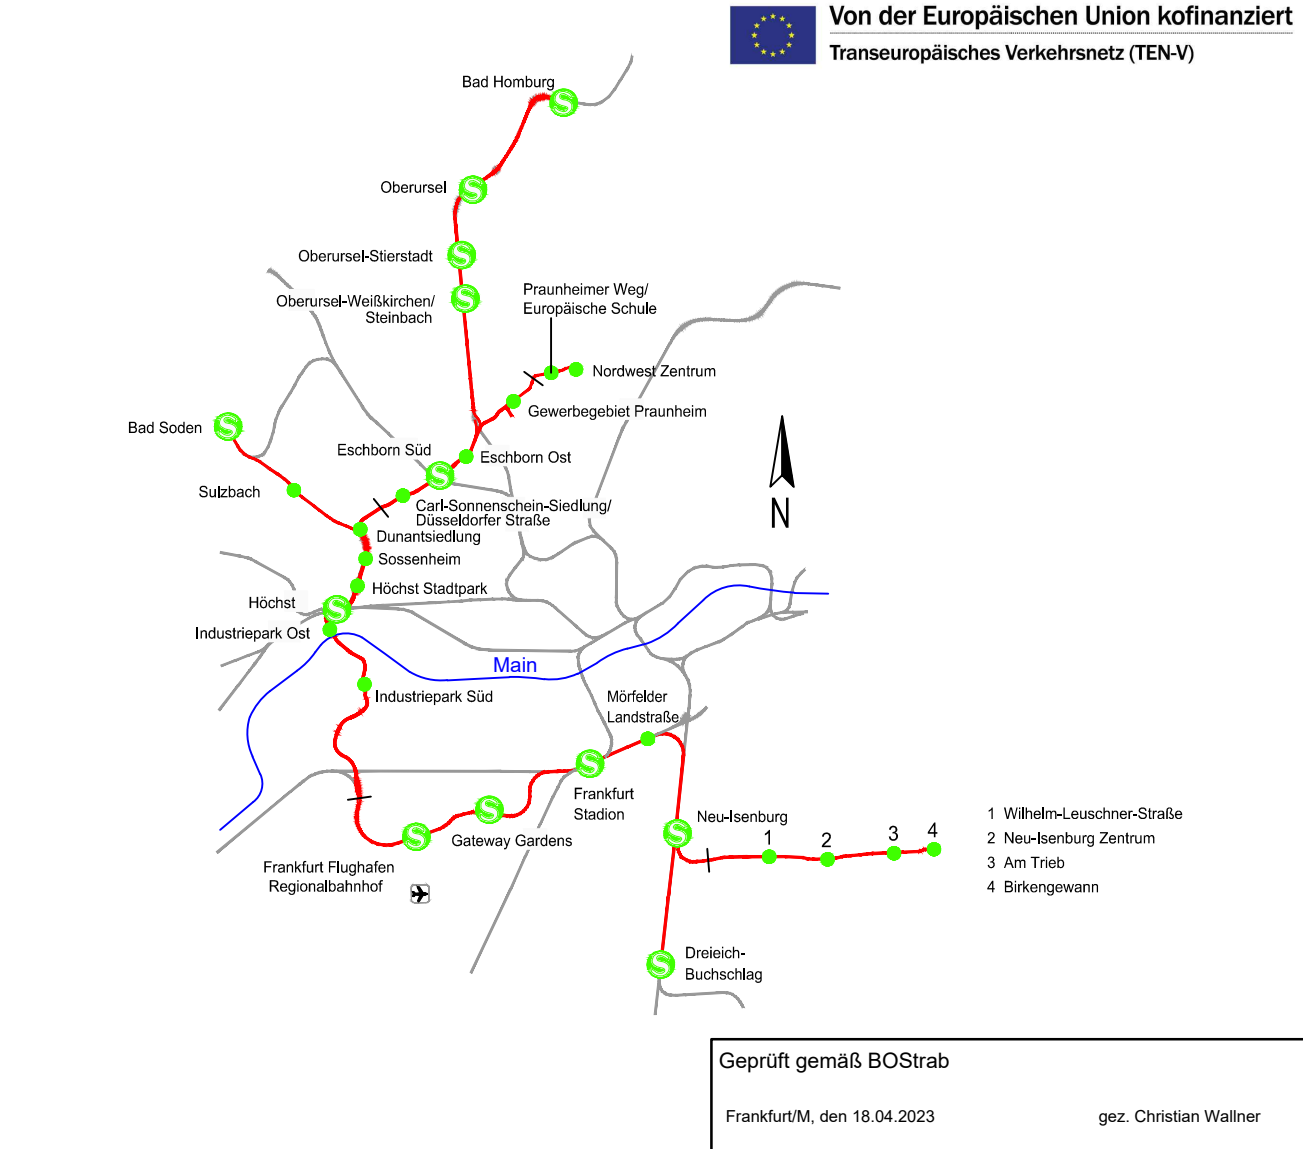 Von der Europäischen Union kofinanziert
Transeuropäisches Verkehrsnetz (TEN-V)
Bad Homburg
S
Oberursel
S
Oberursel-Stierstadt
S
Oberursel-Weißkirchen/
Steinbach
S
Praunheimer Weg/
Europäische Schule
Nordwest Zentrum
Gewerbegebiet Praunheim
Bad Soden
S
Eschborn Süd
S
Eschborn Ost
Sulzbach
Carl-Sonnenschein-Siedlung/
Düsseldorfer Straße
N
Dunantsiedlung
Sossenheim
Höchst Stadtpark
Höchst
S
Industriepark Ost
Main
Industriepark Süd
Mörfelder
Landstraße
S
Frankfurt
Stadion
S
Gateway Gardens
S
Frankfurt Flughafen
Regionalbahnhof
Neu-Isenburg
S
1
2
3
4
1 Wilhelm-Leuschner-Straße
2 Neu-Isenburg Zentrum
3 Am Trieb
4 Birkengewann
S
Dreieich-
Buchschlag
Geprüft gemäß BOStrab
Frankfurt/M, den 18.04.2023 gez. Christian Wallner